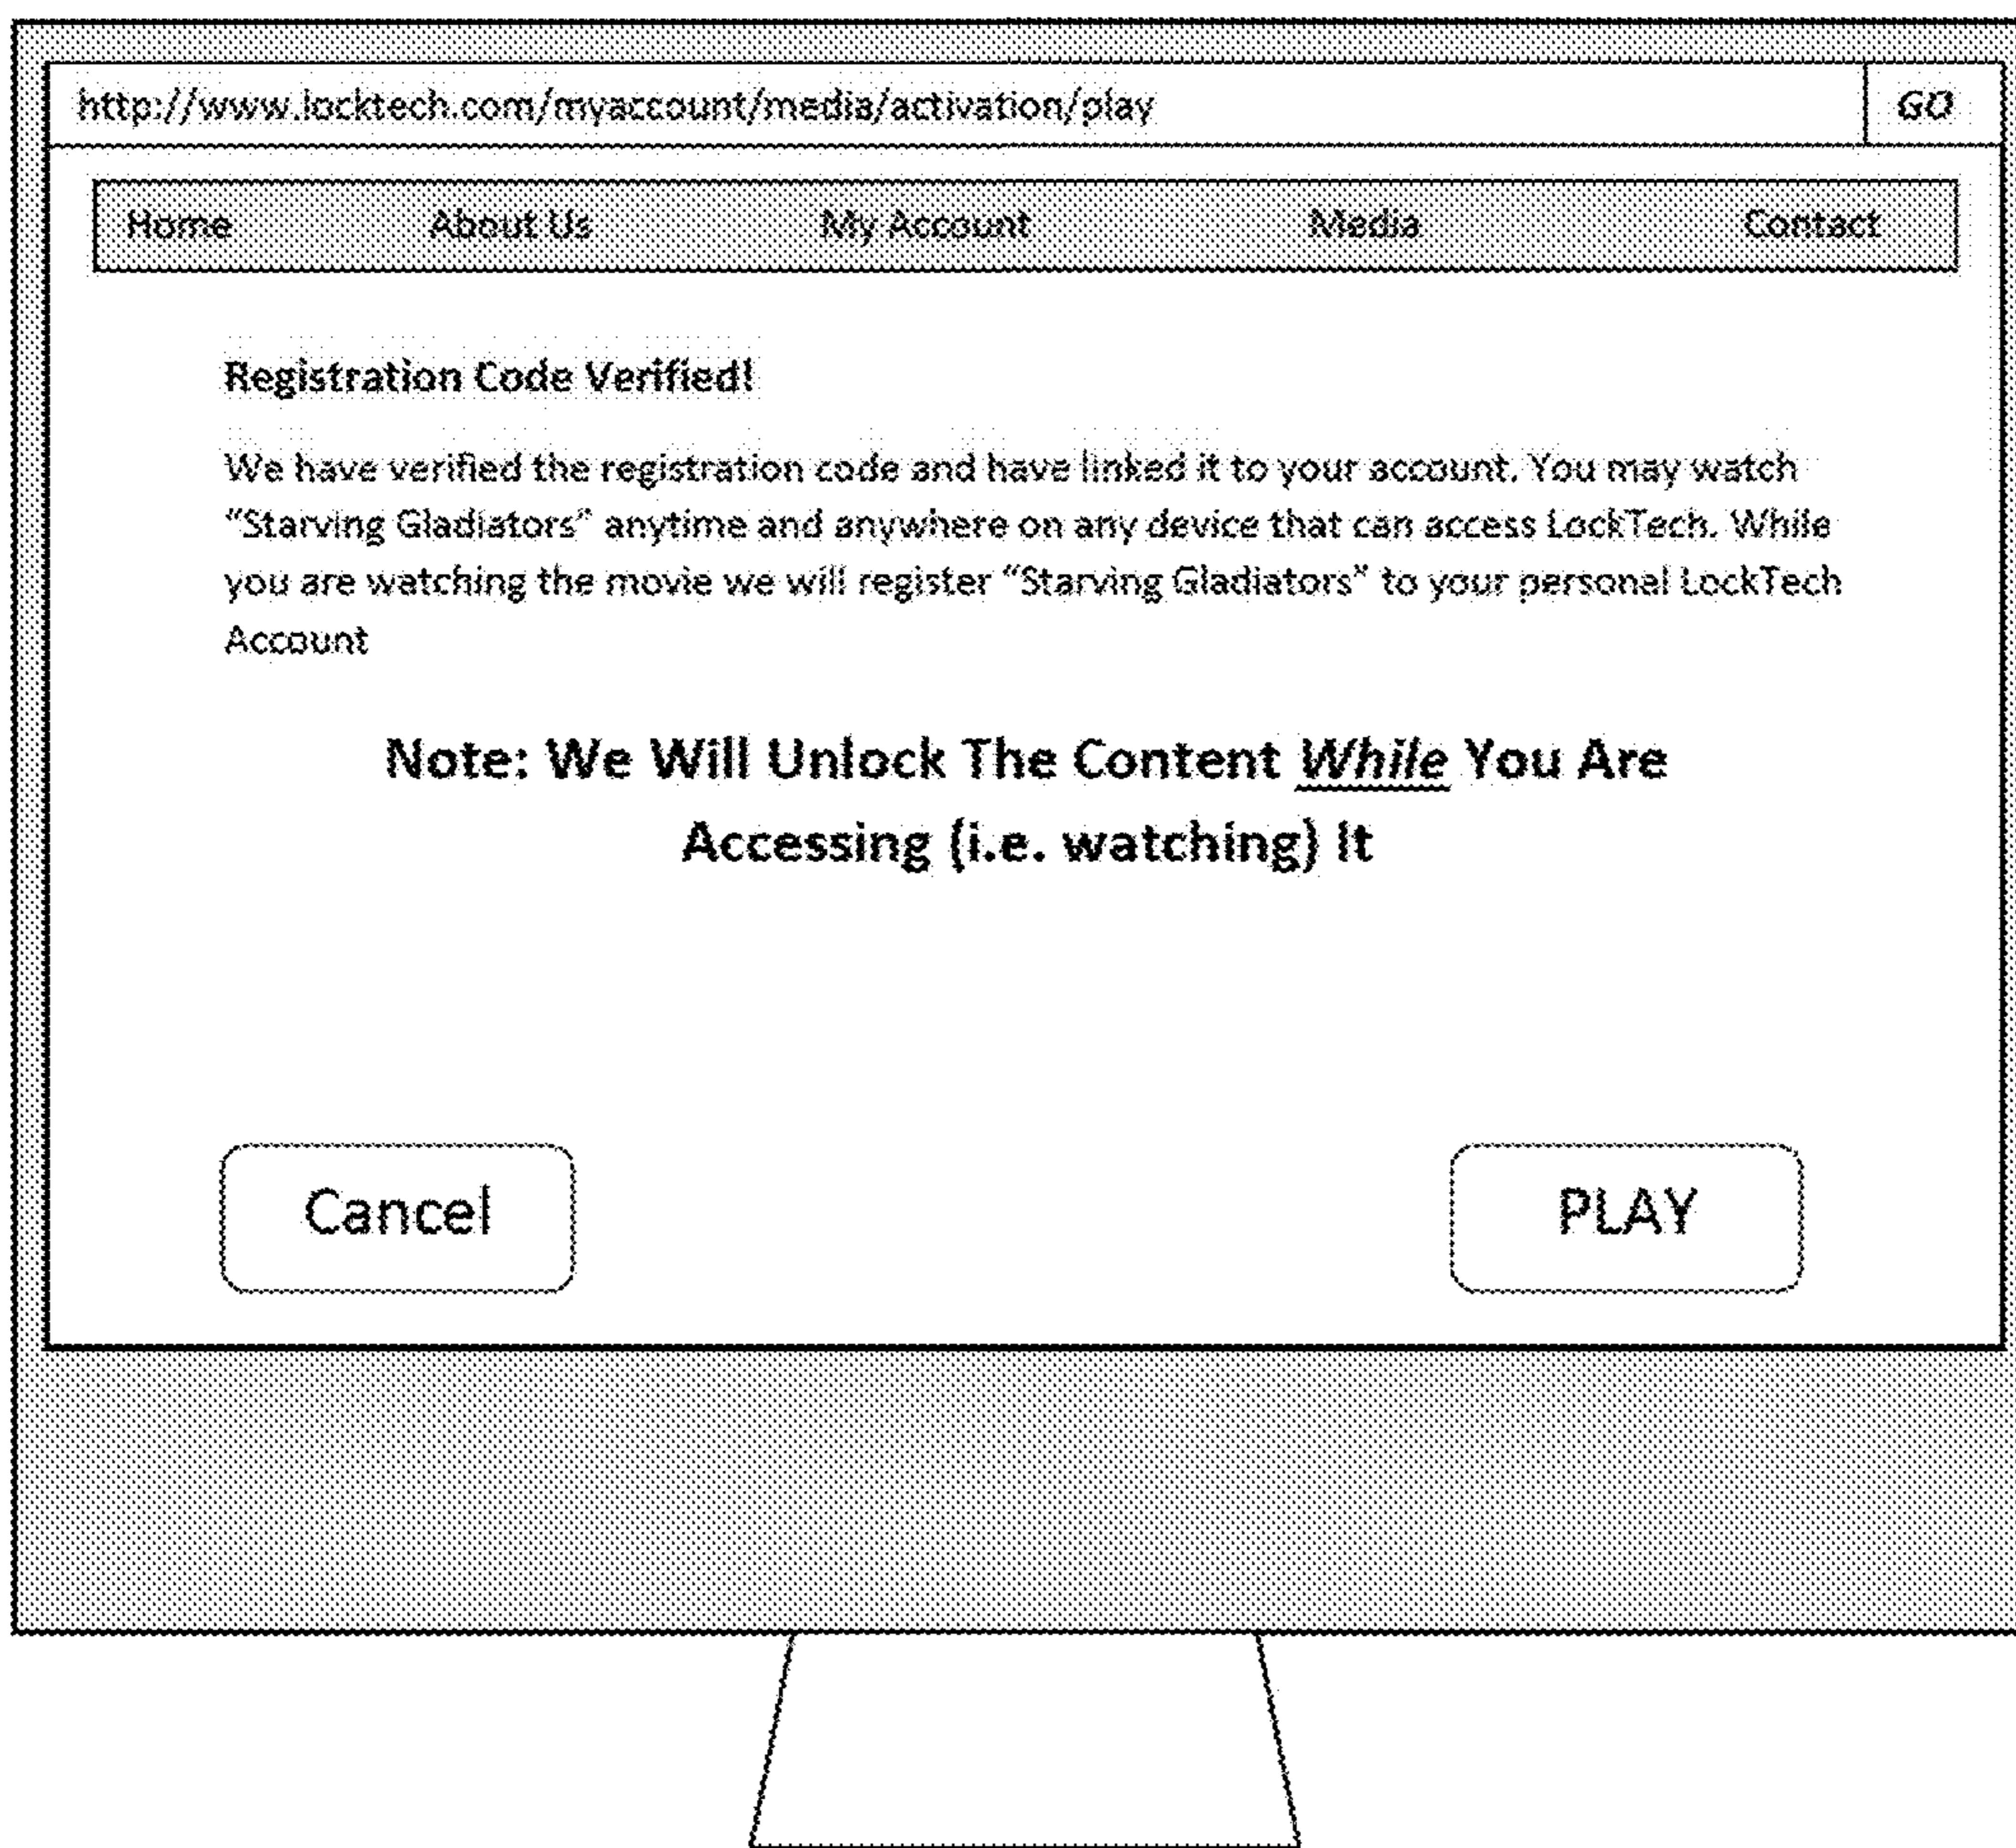 http://www.locktech.com/myaccount/media/activation/play GO
Home About Us My Account Media Contact
Registration Code Verified!
We have verified the registration code and have linked it to your account. You may watch
“Starving Gladiators” anytime and anywhere on any device that can access LockTech. While
you are watching the movie we will register “Starving Gladiators” to your personal LockTech
Account
Note: We Will Unlock The Content While You Are
Accessing (i.e. watching) It
Cancel PLAY